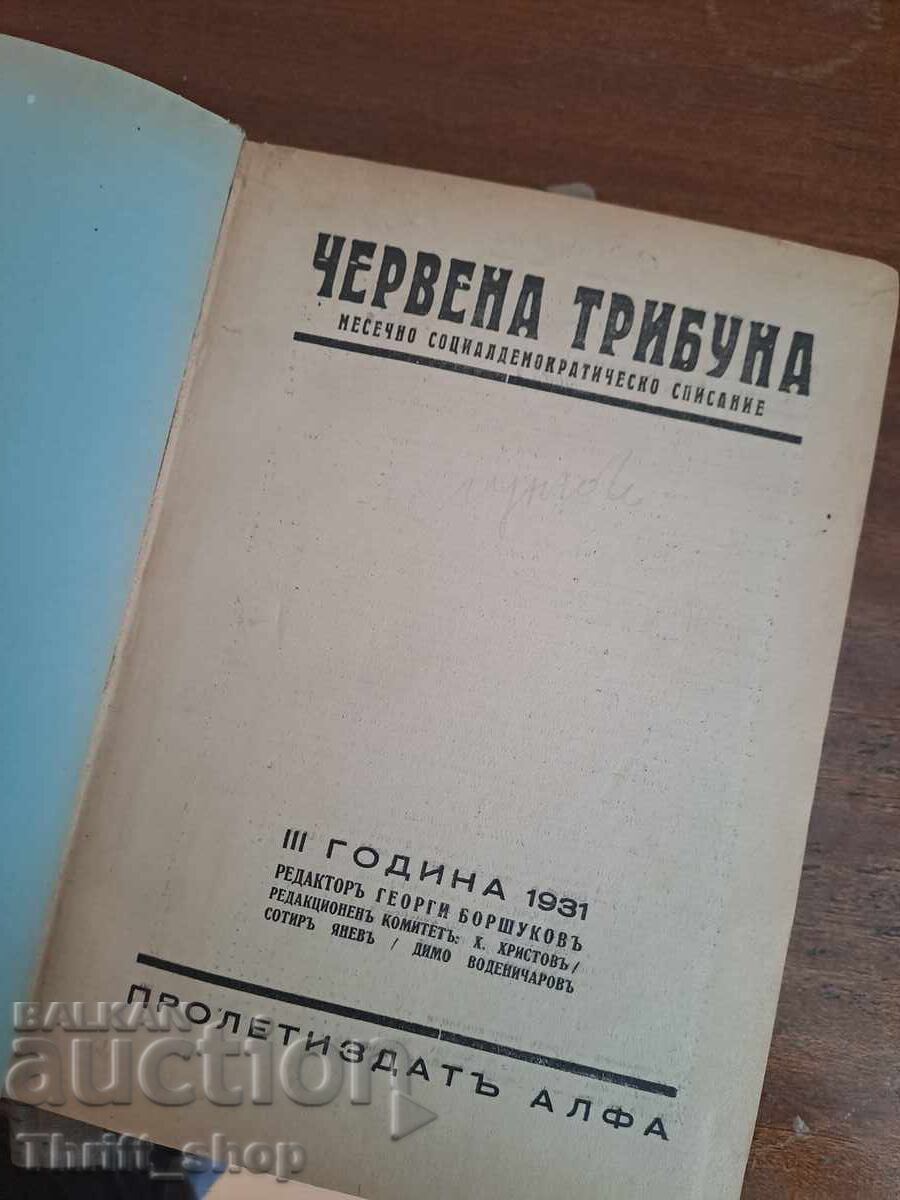 ЧЕРВЕНА ТРИБУНА
МЕСЕЧНО СОЦИАЛДЕМОКРАТИЧЕСКО СПИСАНИЕ
III ГОДИНА 1931
РЕДАКТОРЪ ГЕОРГИ БОРШУКОВЪ
РЕДАКЦИОНЕНЪ КОМИТЕТЪ: Х. ХРИСТОВЪ/
СОТИРЪ ЯНЕВЪ / ДИМО ВОДЕНИЧАРОВЪ
ПРОЛЕТИЗДАТЪ АЛФА
BALKAN
auction
Thrift_shop